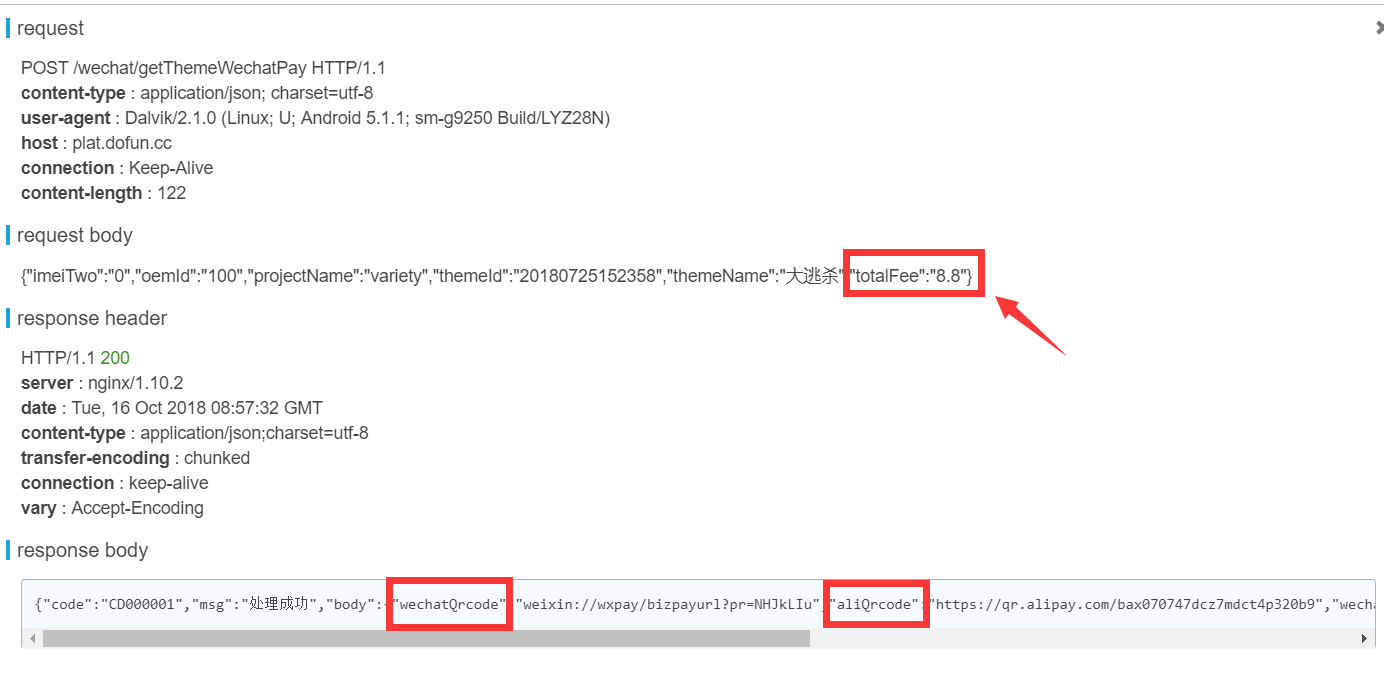 request
POST /wechat/getThemeWechatPay HTTP/1.1
content-type : application/json; charset=utf-8
user-agent : Dalvik/2.1.0 (Linux; U; Android 5.1.1; sm-g9250 Build/LYZ28N)
host : plat.dofun.cc
connection : Keep-Alive
content-length : 122
request body
{"imeiTwo":"0","oemId":"100","projectName":"variety","themeId":"20180725152358","themeName":"大逃杀","totalFee":"8.8"}
response header
HTTP/1.1 200
server : nginx/1.10.2
date : Tue, 16 Oct 2018 08:57:32 GMT
content-type : application/json;charset=utf-8
transfer-encoding : chunked
connection : keep-alive
vary : Accept-Encoding
response body
{"code":"CD000001","msg":"处理成功","body":{"wechatQrcode":"weixin://wxpay/bizpayurl?pr=NHJkLIu","aliQrcode":"https://qr.alipay.com/bax070747dcz7mdct4p320b9","wecha